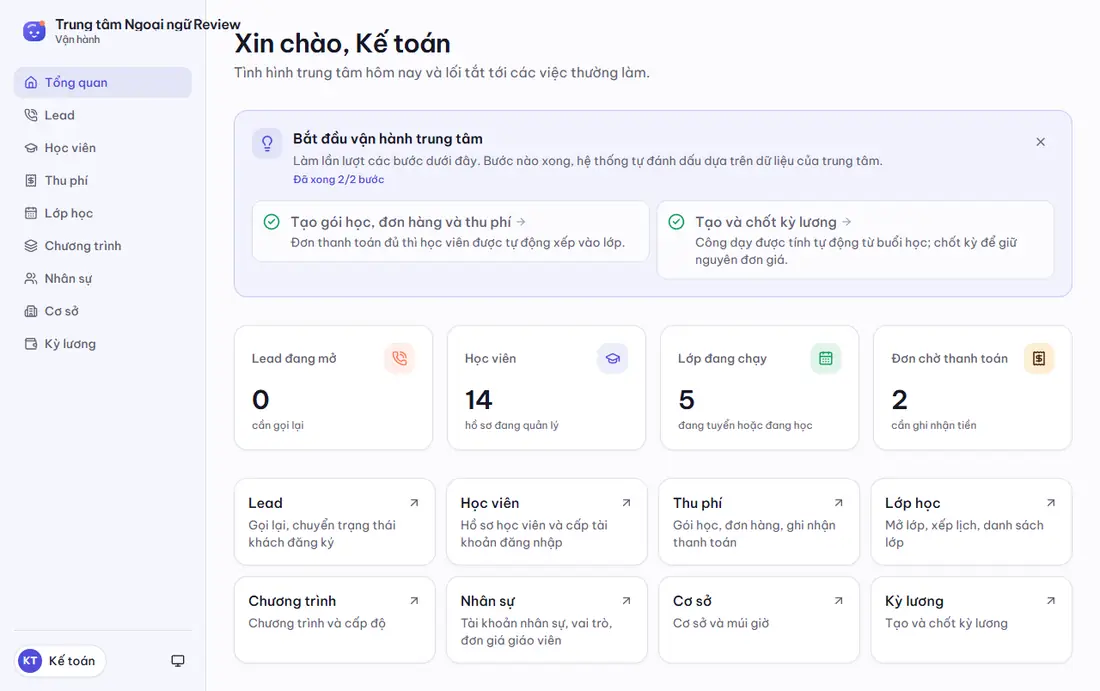 Trung tâm Ngoại ngữ Review
Vận hành
Tổng quan
Lead
Học viên
Thu phí
Lớp học
Chương trình
Nhân sự
Cơ sở
Kỳ lương
KT Kế toán
Xin chào, Kế toán
Tình hình trung tâm hôm nay và lối tắt tới các việc thường làm.
Bắt đầu vận hành trung tâm
Làm lần lượt các bước dưới đây. Bước nào xong, hệ thống tự đánh dấu dựa trên dữ liệu của trung tâm.
Đã xong 2/2 bước
Tạo gói học, đơn hàng và thu phí →
Đơn thanh toán đủ thì học viên được tự động xếp vào lớp.
Tạo và chốt kỳ lương →
Công dạy được tính tự động từ buổi học; chốt kỳ để giữ
nguyên đơn giá.
Lead đang mở
0
cần gọi lại
Học viên
14
hồ sơ đang quản lý
Lớp đang chạy
5
đang tuyển hoặc đang học
Đơn chờ thanh toán
2
cần ghi nhận tiền
Lead
Gọi lại, chuyển trạng thái
khách đăng ký
Học viên
Hồ sơ học viên và cấp tài
khoản đăng nhập
Thu phí
Gói học, đơn hàng, ghi nhận
thanh toán
Lớp học
Mở lớp, xếp lịch, danh sách
lớp
Chương trình
Chương trình và cấp độ
Nhân sự
Tài khoản nhân sự, vai trò,
đơn giá giáo viên
Cơ sở
Cơ sở và múi giờ
Kỳ lương
Tạo và chốt kỳ lương